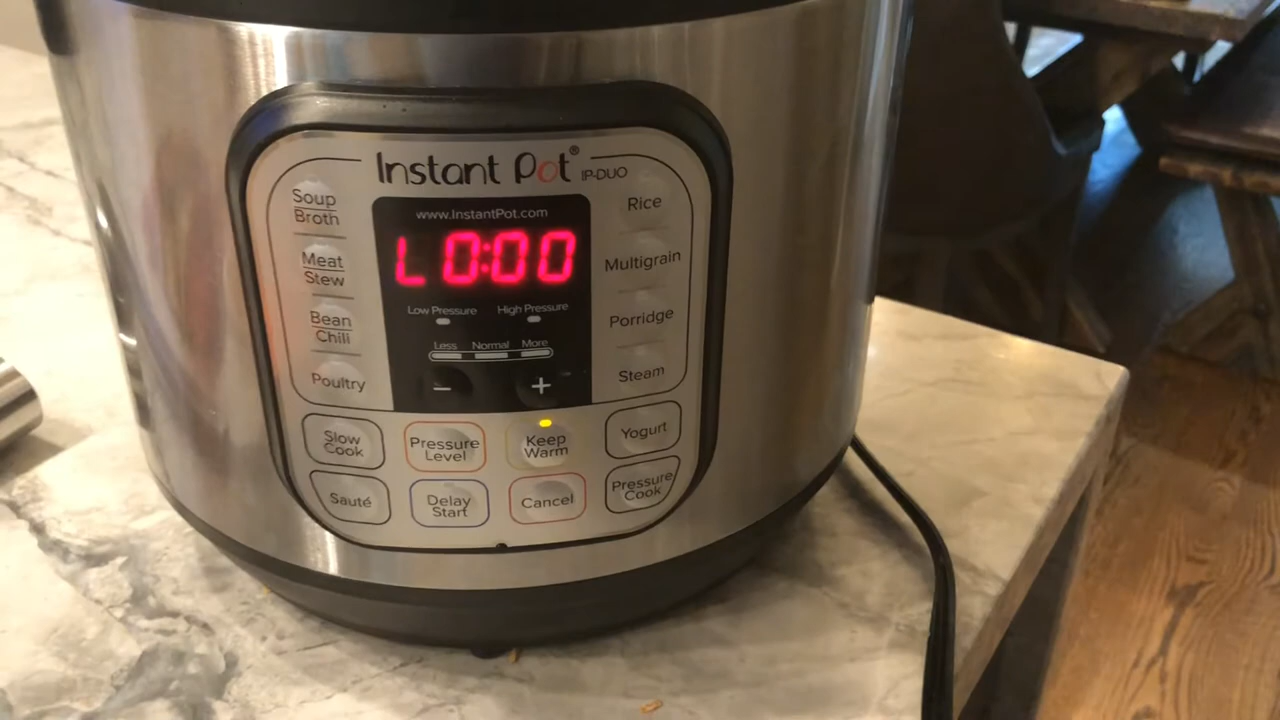 Instant Pot® IP-DUO
www.InstantPot.com
L 0:00
Low Pressure High Pressure
Less Normal More
− +
Soup
Broth
Meat
Stew
Bean
Chili
Poultry
Rice
Multigrain
Porridge
Steam
Slow
Cook
Pressure
Level
Keep
Warm
Yogurt
Sauté
Delay
Start
Cancel
Pressure
Cook